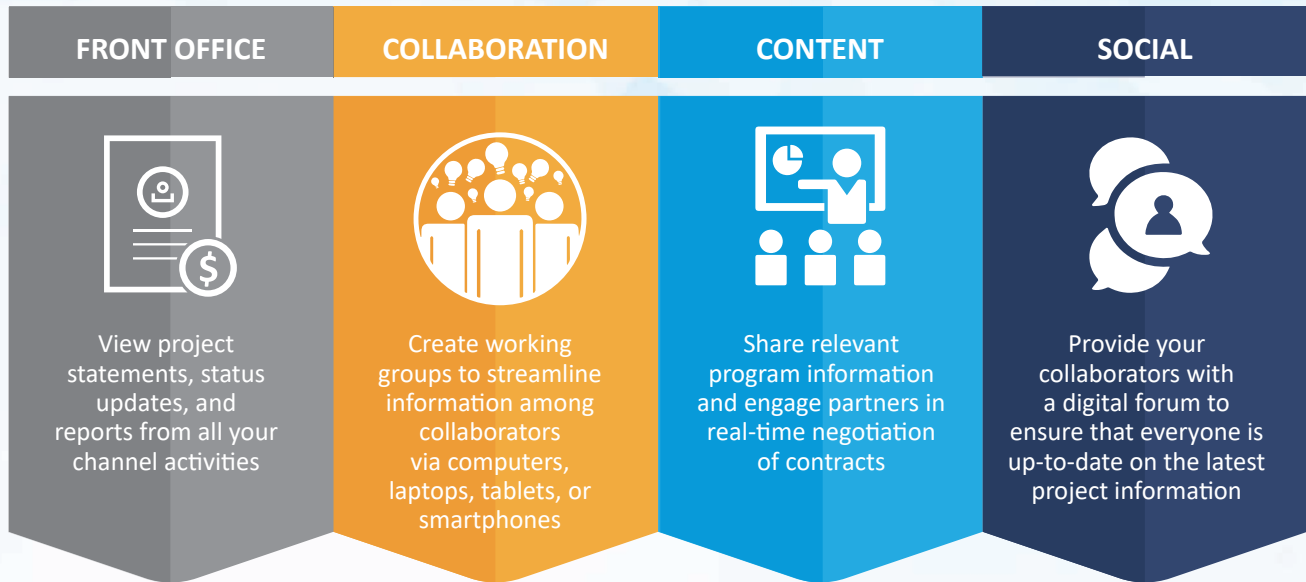 FRONT OFFICE
COLLABORATION
CONTENT
SOCIAL
$
View project
statements, status
updates, and
reports from all your
channel activities
Create working
groups to streamline
information among
collaborators
via computers,
laptops, tablets, or
smartphones
Share relevant
program information
and engage partners in
real-time negotiation
of contracts
Provide your
collaborators with
a digital forum to
ensure that everyone is
up-to-date on the latest
project information